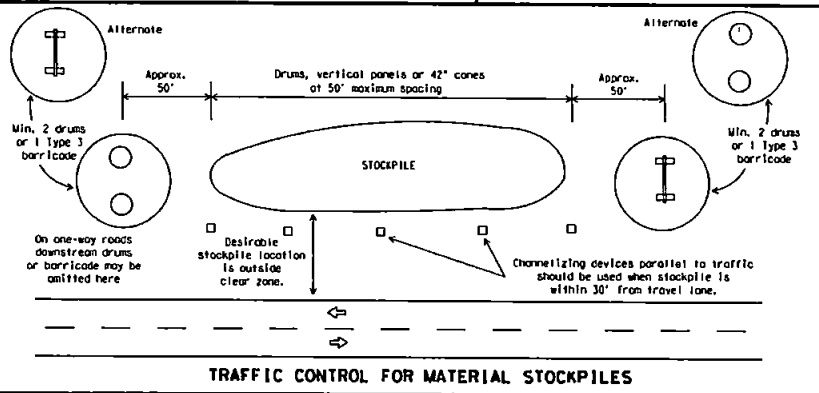 Alternate
Alternate
Approx.
50'
Drums, vertical panels or 42" cones
at 50' maximum spacing
Approx.
50'
Min. 2 drums
or 1 Type 3
barricade
Min. 2 drums
or 1 Type 3
barricade
STOCKPILE
On one-way roads
downstream drums
or barricade may be
omitted here
Desirable
stockpile location
is outside
clear zone.
Channelizing devices parallel to traffic
should be used when stockpile is
within 30' from travel lane.
TRAFFIC CONTROL FOR MATERIAL STOCKPILES